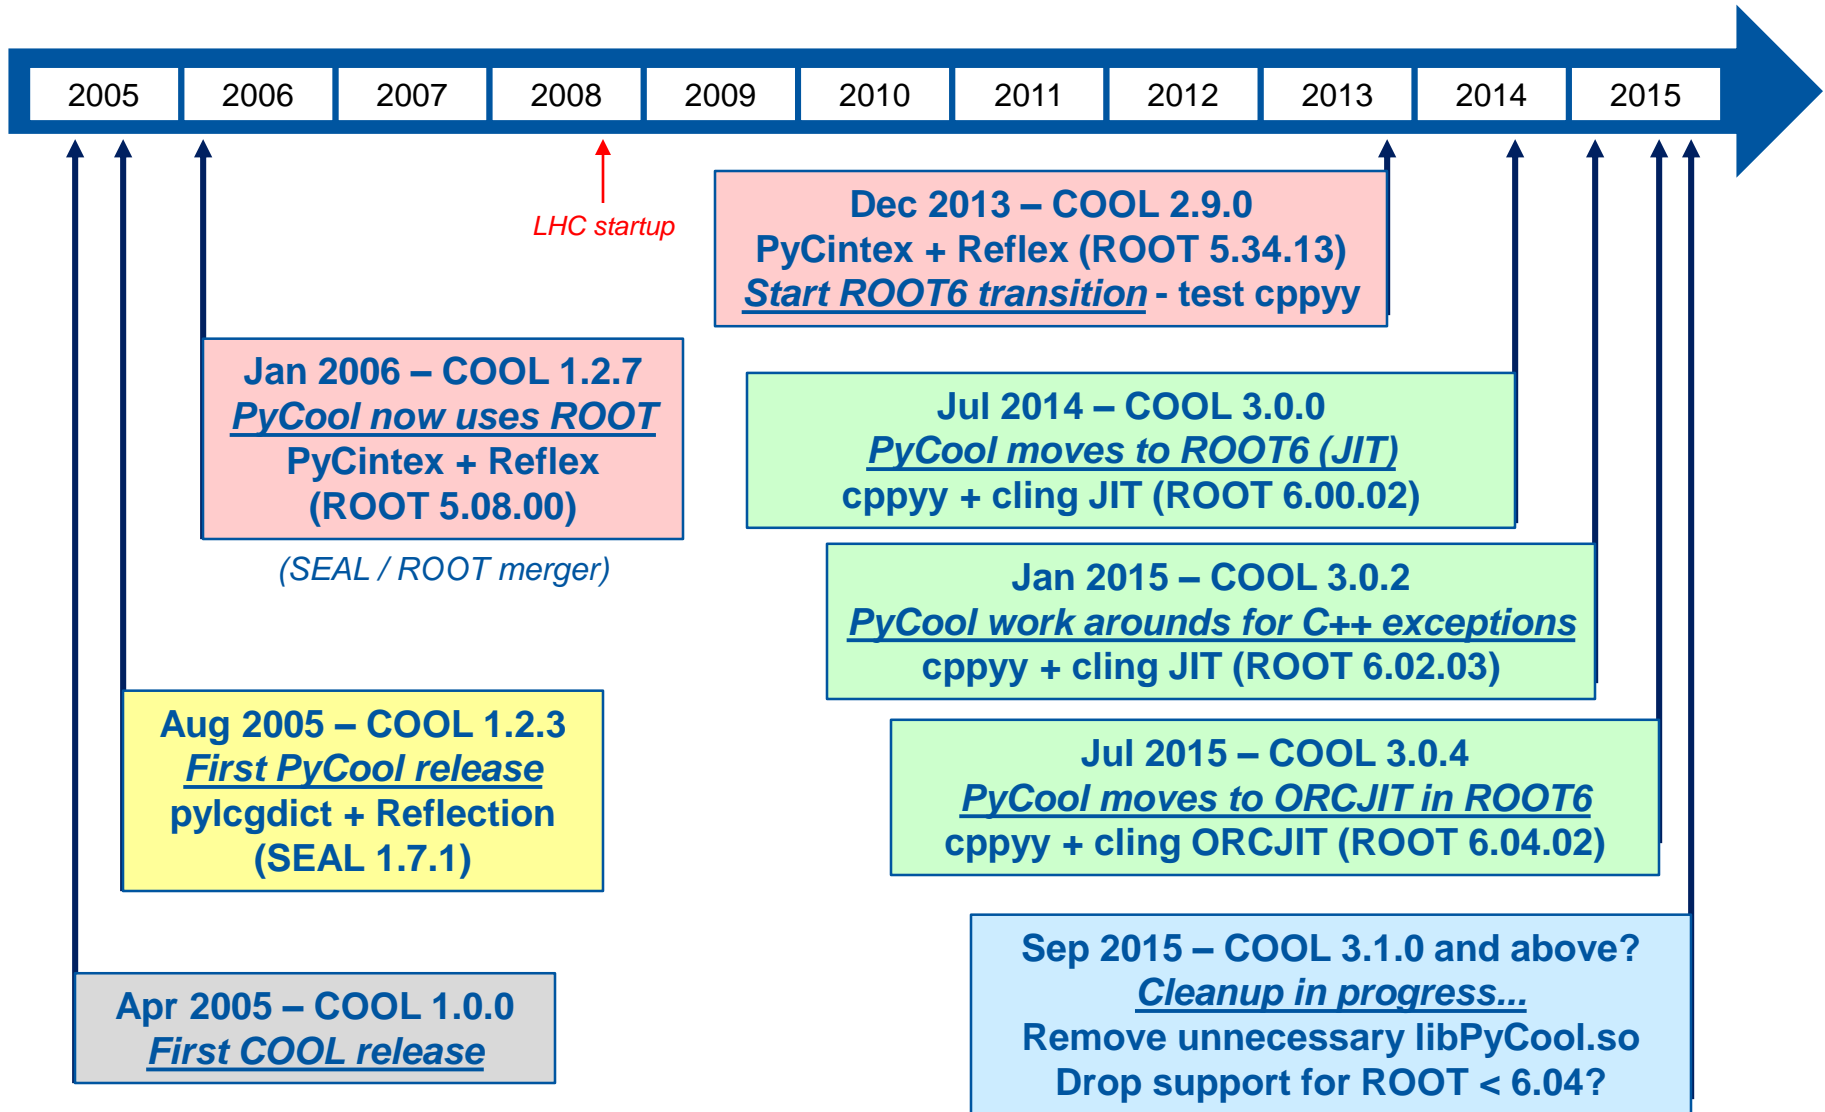 2005 2006 2007 2008 2009 2010 2011 2012 2013 2014 2015
LHC startup
Dec 2013 – COOL 2.9.0
PyCintex + Reflex (ROOT 5.34.13)
Start ROOT6 transition - test cppyy
Jan 2006 – COOL 1.2.7
PyCool now uses ROOT
PyCintex + Reflex
(ROOT 5.08.00)
(SEAL / ROOT merger)
Jul 2014 – COOL 3.0.0
PyCool moves to ROOT6 (JIT)
cppyy + cling JIT (ROOT 6.00.02)
Jan 2015 – COOL 3.0.2
PyCool work arounds for C++ exceptions
cppyy + cling JIT (ROOT 6.02.03)
Aug 2005 – COOL 1.2.3
First PyCool release
pylcgdict + Reflection
(SEAL 1.7.1)
Jul 2015 – COOL 3.0.4
PyCool moves to ORCJIT in ROOT6
cppyy + cling ORCJIT (ROOT 6.04.02)
Apr 2005 – COOL 1.0.0
First COOL release
Sep 2015 – COOL 3.1.0 and above?
Cleanup in progress...
Remove unnecessary libPyCool.so
Drop support for ROOT < 6.04?